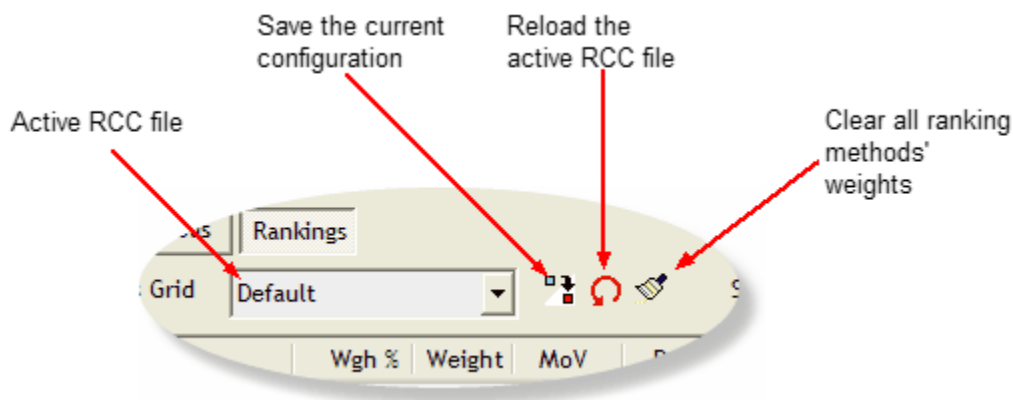 Save the current
configuration
Reload the
active RCC file
Active RCC file
Clear all ranking
methods'
weights
Rankings
Grid
Default
Wgh %
Weight
MoV